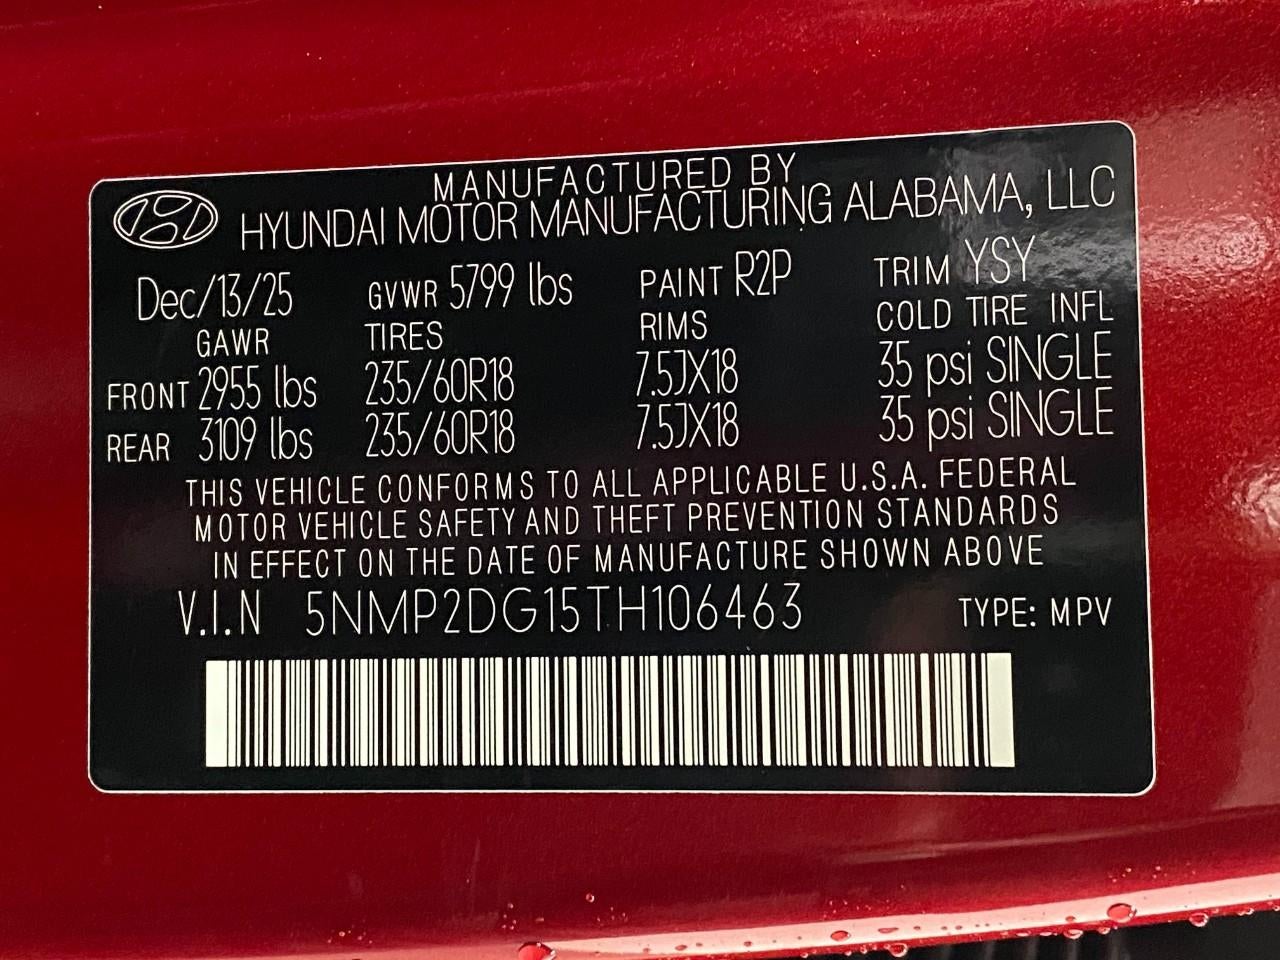 MANUFACTURED BY
HYUNDAI MOTOR MANUFACTURING ALABAMA, LLC
Dec/13/25 GVWR 5799 lbs PAINT R2P TRIM YSY
GAWR TIRES RIMS COLD TIRE INFL
FRONT 2955 lbs 235/60R18 7.5JX18 35 psi SINGLE
REAR 3109 lbs 235/60R18 7.5JX18 35 psi SINGLE
THIS VEHICLE CONFORMS TO ALL APPLICABLE U.S.A. FEDERAL
MOTOR VEHICLE SAFETY AND THEFT PREVENTION STANDARDS
IN EFFECT ON THE DATE OF MANUFACTURE SHOWN ABOVE
V.I.N 5NMP2DG15TH106463 TYPE: MPV